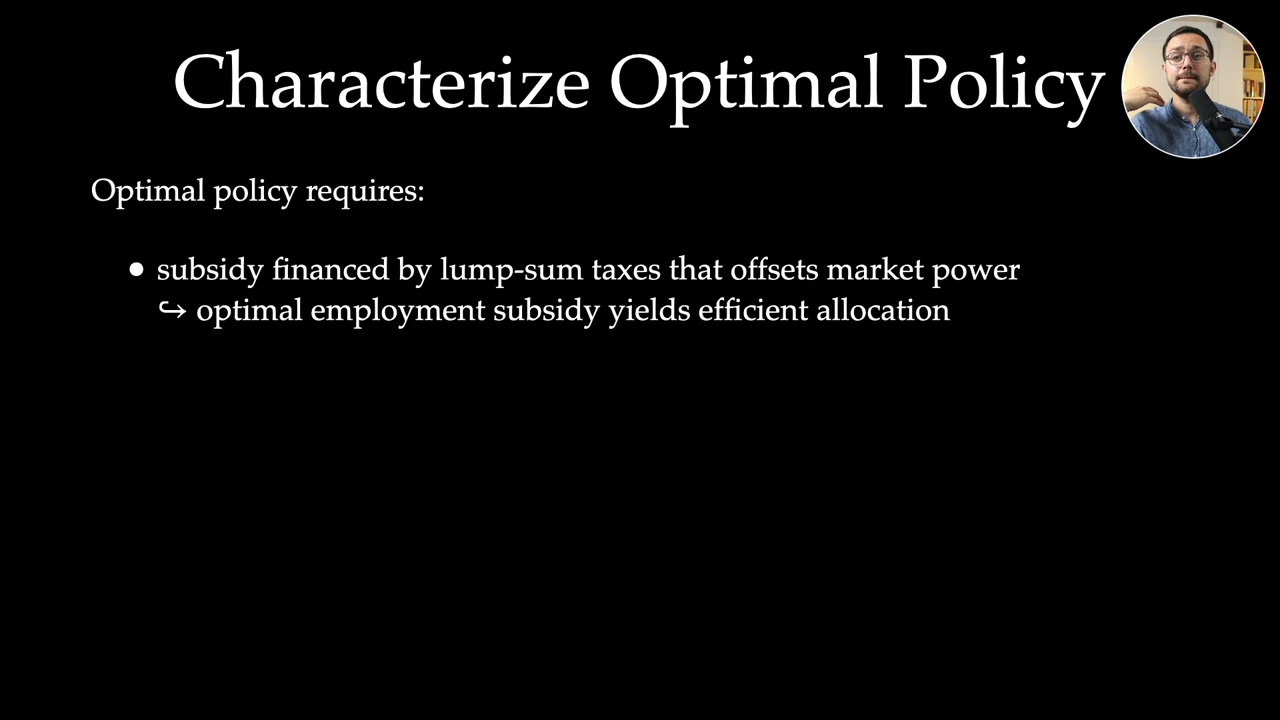 Characterize Optimal Policy
Optimal policy requires:
• subsidy financed by lump-sum taxes that offsets market power
↪ optimal employment subsidy yields efficient allocation